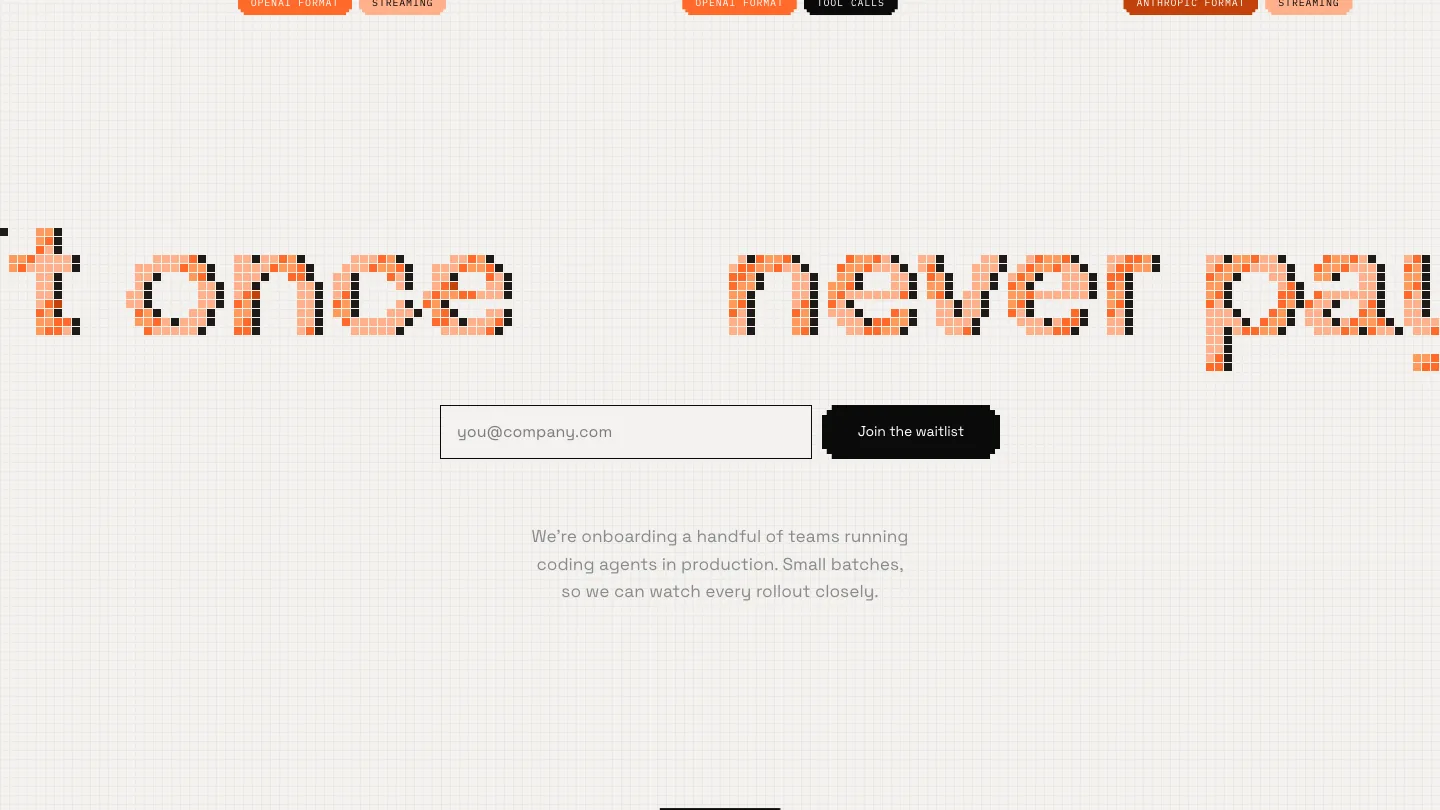 OPENAI FORMAT STREAMING
OPENAI FORMAT TOOL CALLS
ANTHROPIC FORMAT STREAMING
't once never pay
you@company.com
Join the waitlist
We're onboarding a handful of teams running
coding agents in production. Small batches,
so we can watch every rollout closely.